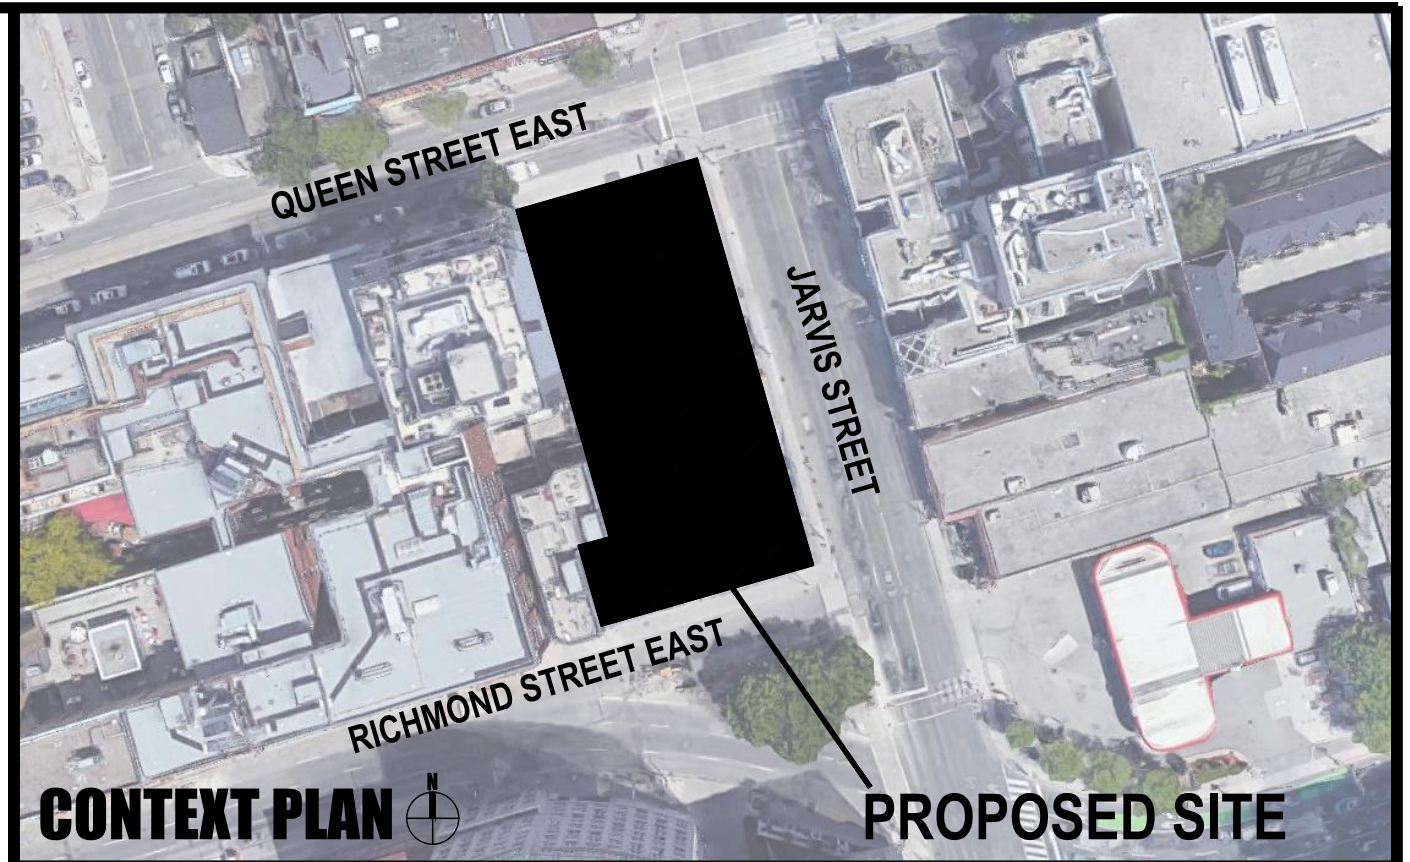 QUEEN STREET EAST
JARVIS STREET
RICHMOND STREET EAST
N
CONTEXT PLAN
PROPOSED SITE